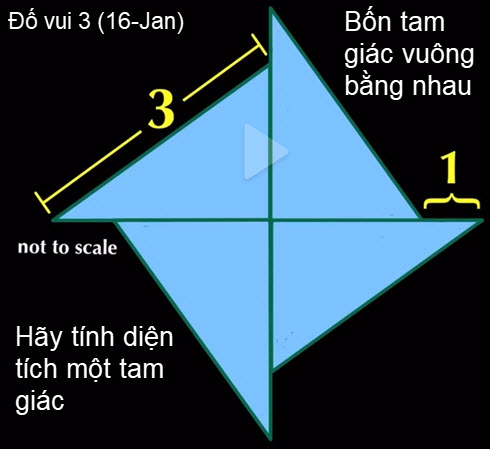 Đố vui 3 (16-Jan)
Bốn tam
giác vuông
bằng nhau
3
1
not to scale
Hãy tính diện
tích một tam
giác